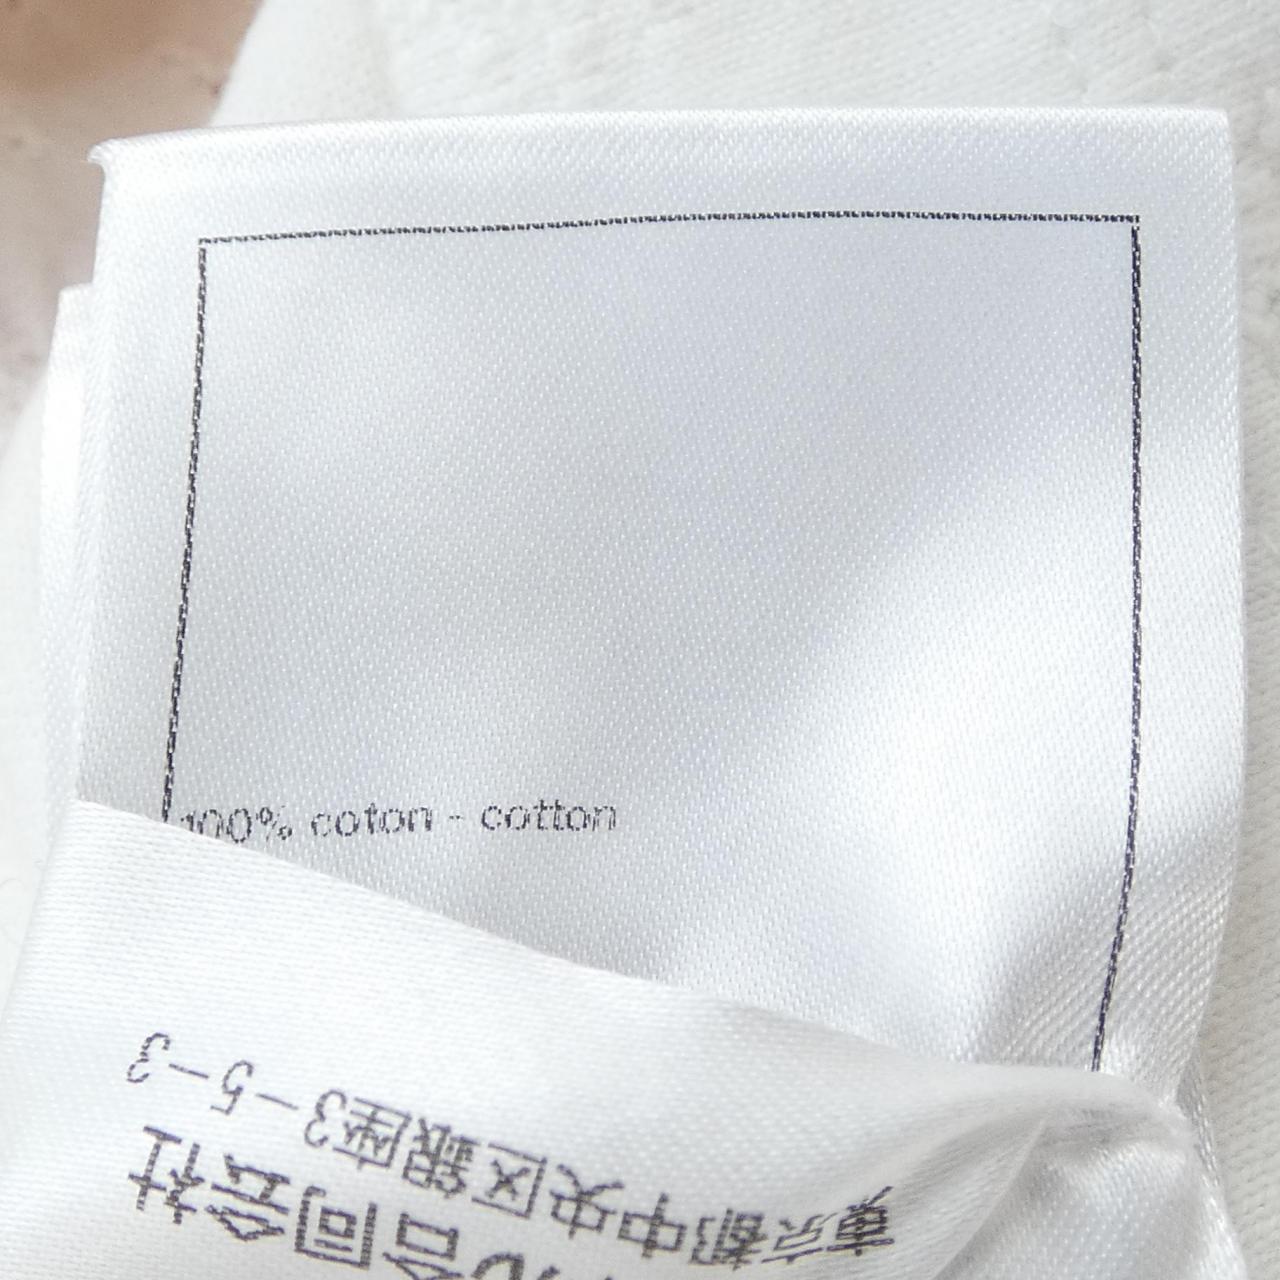 100% coton - cotton
合同会社
東京都中央区銀座3-5-3